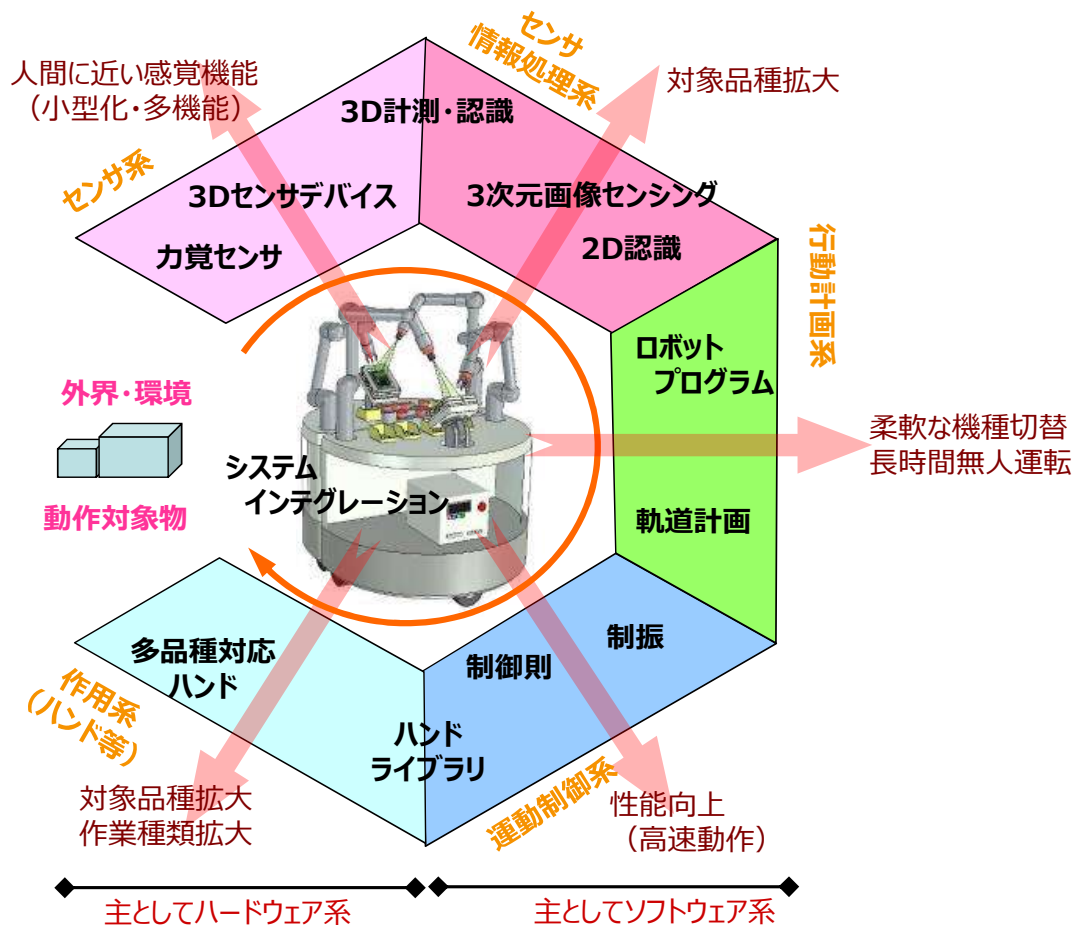 センサ
情報処理系
人間に近い感覚機能
（小型化・多機能）
対象品種拡大
3D計測・認識
センサ系
3Dセンサデバイス
3次元画像センシング
力覚センサ
2D認識
行動計画系
ロボット
プログラム
外界・環境
柔軟な機種切替
長時間無人運転
システム
インテグレーション
動作対象物
軌道計画
制振
多品種対応
ハンド
制御則
作用系
（ハンド等）
ハンド
ライブラリ
運動制御系
対象品種拡大
作業種類拡大
性能向上
（高速動作）
主としてハードウェア系
主としてソフトウェア系